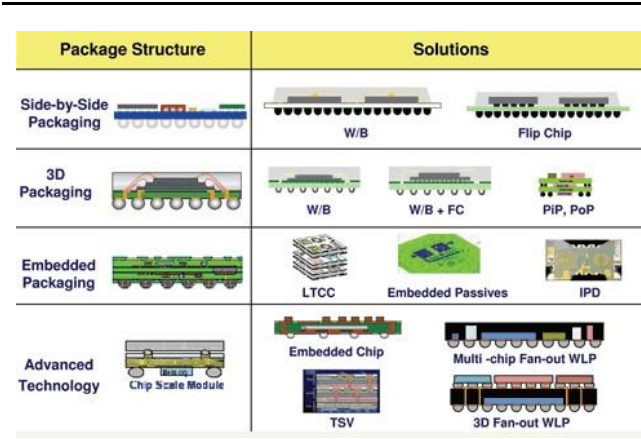 Package Structure
Solutions
Side-by-Side
Packaging
W/B
Flip Chip
3D
Packaging
W/B
W/B + FC
PiP, PoP
Embedded
Packaging
LTCC
Embedded Passives
IPD
Advanced
Technology
Chip Scale Module
Embedded Chip
Multi -chip Fan-out WLP
TSV
3D Fan-out WLP